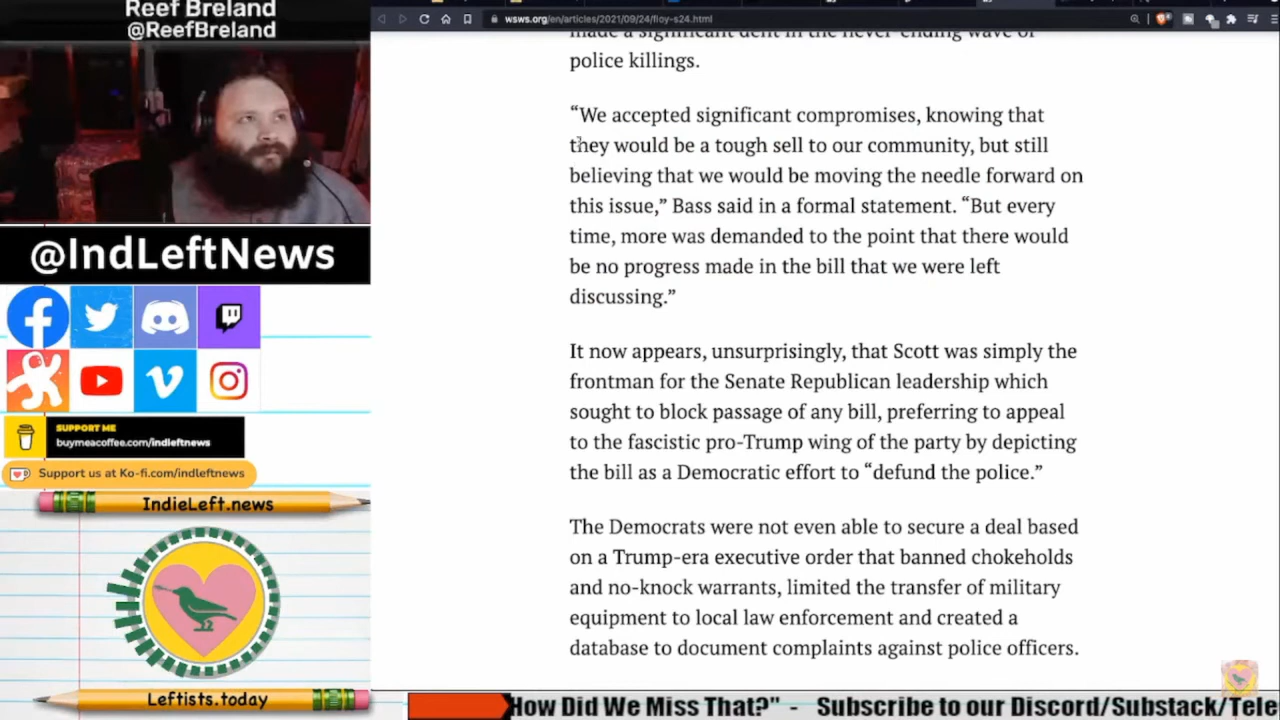 Reef Breland
@ReefBreland
@IndLeftNews
SUPPORT ME
buymeacoffee.com/indleftnews
Support us at Ko-fi.com/indleftnews
IndieLeft.news
Leftists.today
wsws.org/en/articles/2021/09/24/floy-s24.html
made a significant dent in the never-ending wave of
police killings.
“We accepted significant compromises, knowing that
they would be a tough sell to our community, but still
believing that we would be moving the needle forward on
this issue,” Bass said in a formal statement. “But every
time, more was demanded to the point that there would
be no progress made in the bill that we were left
discussing.”
It now appears, unsurprisingly, that Scott was simply the
frontman for the Senate Republican leadership which
sought to block passage of any bill, preferring to appeal
to the fascistic pro-Trump wing of the party by depicting
the bill as a Democratic effort to “defund the police.”
The Democrats were not even able to secure a deal based
on a Trump-era executive order that banned chokeholds
and no-knock warrants, limited the transfer of military
equipment to local law enforcement and created a
database to document complaints against police officers.
How Did We Miss That?" - Subscribe to our Discord/Substack/Tele